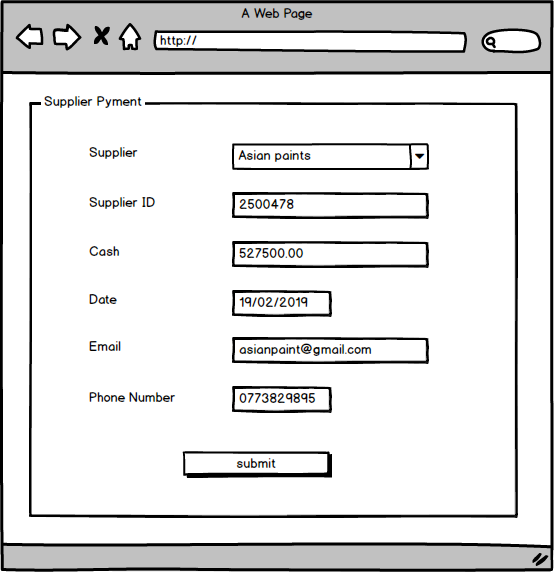 A Web Page
http://
Supplier Pyment
Supplier Asian paints
Supplier ID 2500478
Cash 527500.00
Date 19/02/2019
Email asianpaint@gmail.com
Phone Number 0773829895
submit